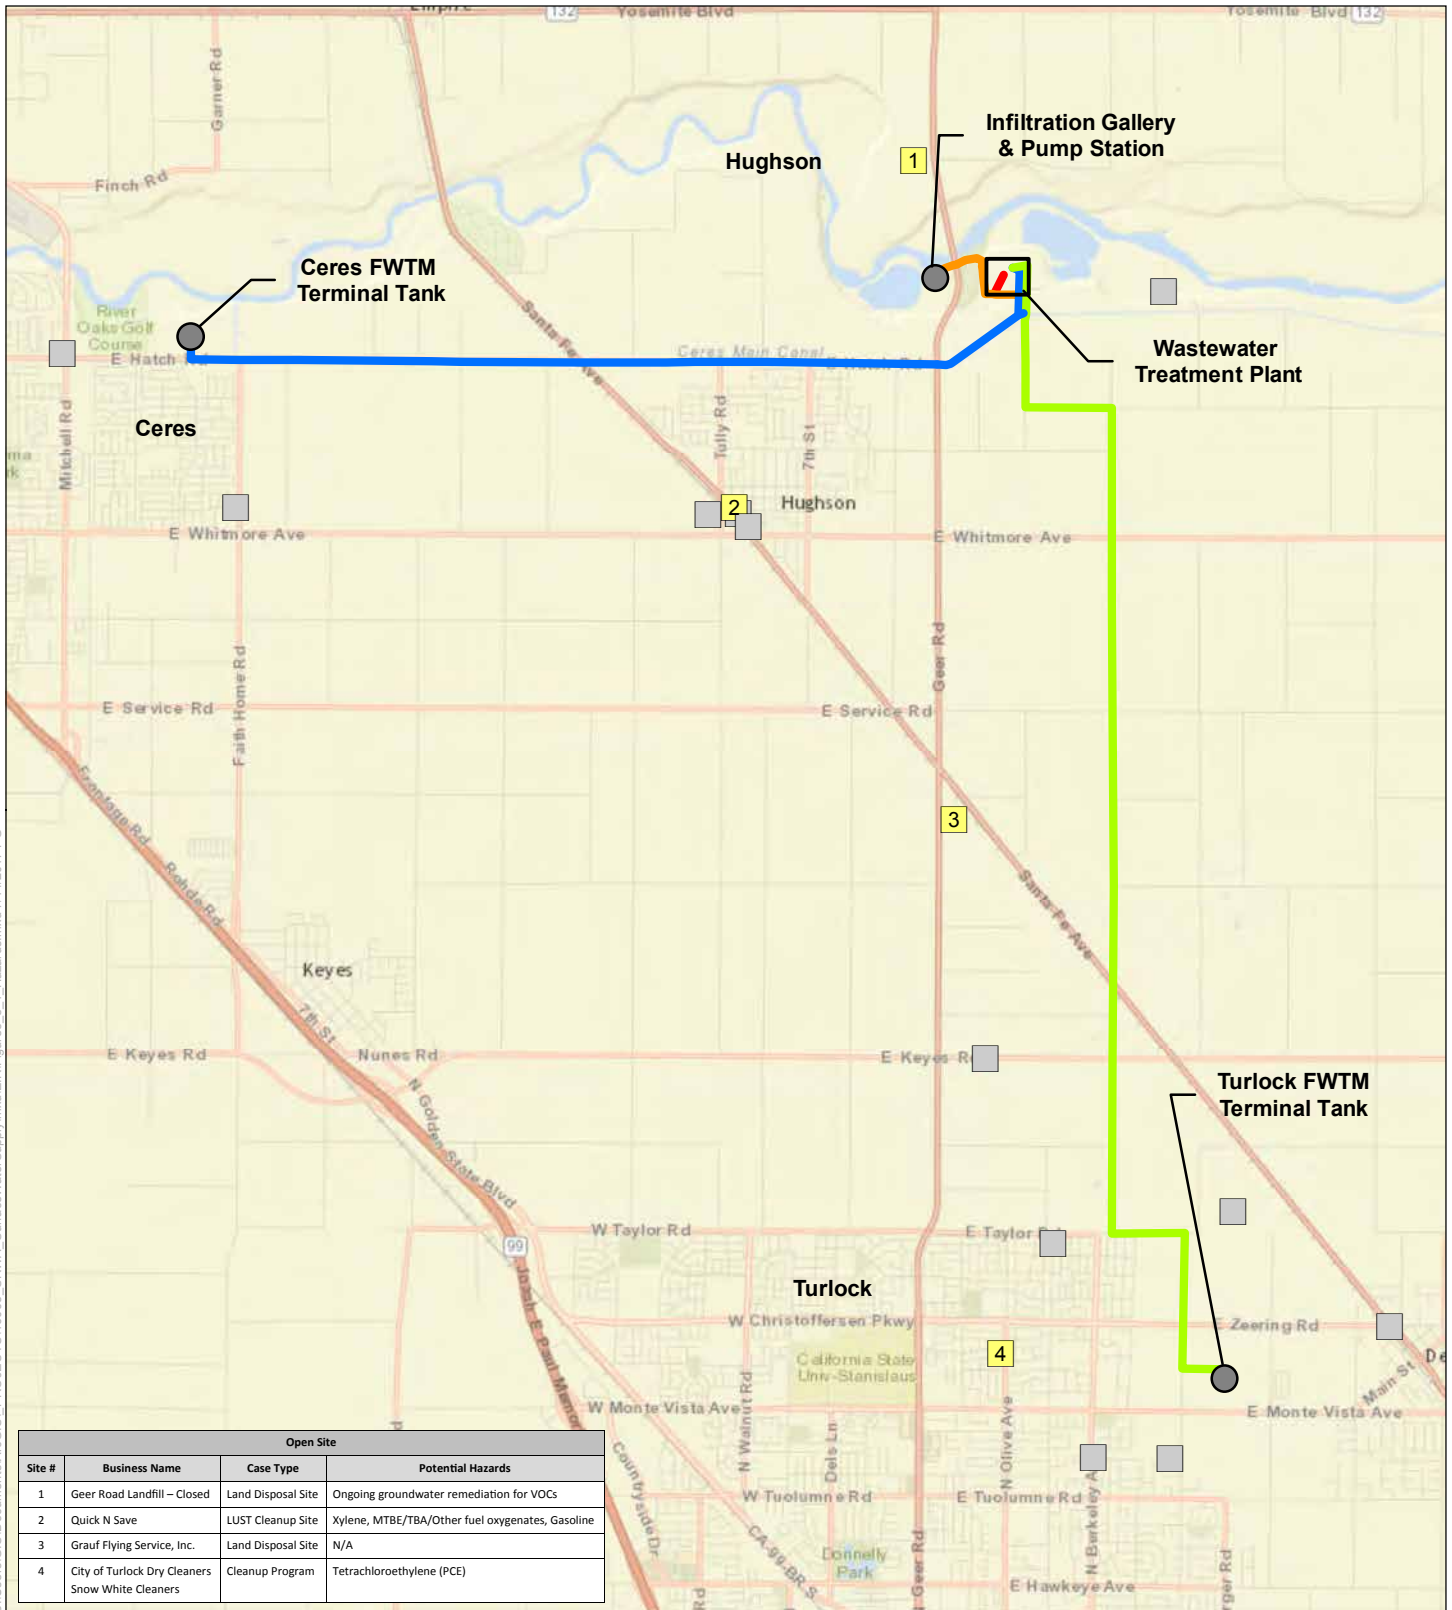 Empire
132
Yosemite Blvd
Yosemite Blvd
132
Garner Rd
Finch Rd
Hughson
1
Infiltration Gallery
& Pump Station
Ceres FWTM
Terminal Tank
River
Oaks Golf
Course
E Hatch Rd
Santa Fe Ave
Ceres Main Canal
E Hatch Rd
Wastewater
Treatment Plant
Ceres
Mitchell Rd
Tully Rd
7th St
2
Hughson
E Whitmore Ave
E Whitmore Ave
Faith Home Rd
Geer Rd
E Service Rd
E Service Rd
Frontage Rd
Rohde Rd
3
Santa Fe Ave
Keyes
7th St
E Keyes Rd
Nunes Rd
E Keyes R
N Golden State Blvd
Turlock FWTM
Terminal Tank
W Taylor Rd
E Taylor
99
Turlock
W Christoffersen Pkwy
E Zeering Rd
California State
Univ-Stanislaus
4
De
Main St
W Monte Vista Ave
E Monte Vista Ave
N Walnut Rd
Dels Ln
N Olive Ave
Countryside Dr
W Tuolumne Rd
E Tuolumne Rd
N Berkeley A
CA-99-BR S
Donnelly
Park
Geer Rd
E Hawkeye Ave
rger Rd
Rd
Open Site
Site # Business Name Case Type Potential Hazards
1 Geer Road Landfill – Closed Land Disposal Site Ongoing groundwater remediation for VOCs
2 Quick N Save LUST Cleanup Site Xylene, MTBE/TBA/Other fuel oxygenates, Gasoline
3 Grauf Flying Service, Inc. Land Disposal Site N/A
4 City of Turlock Dry Cleaners Cleanup Program Tetrachloroethylene (PCE)
Snow White Cleaners